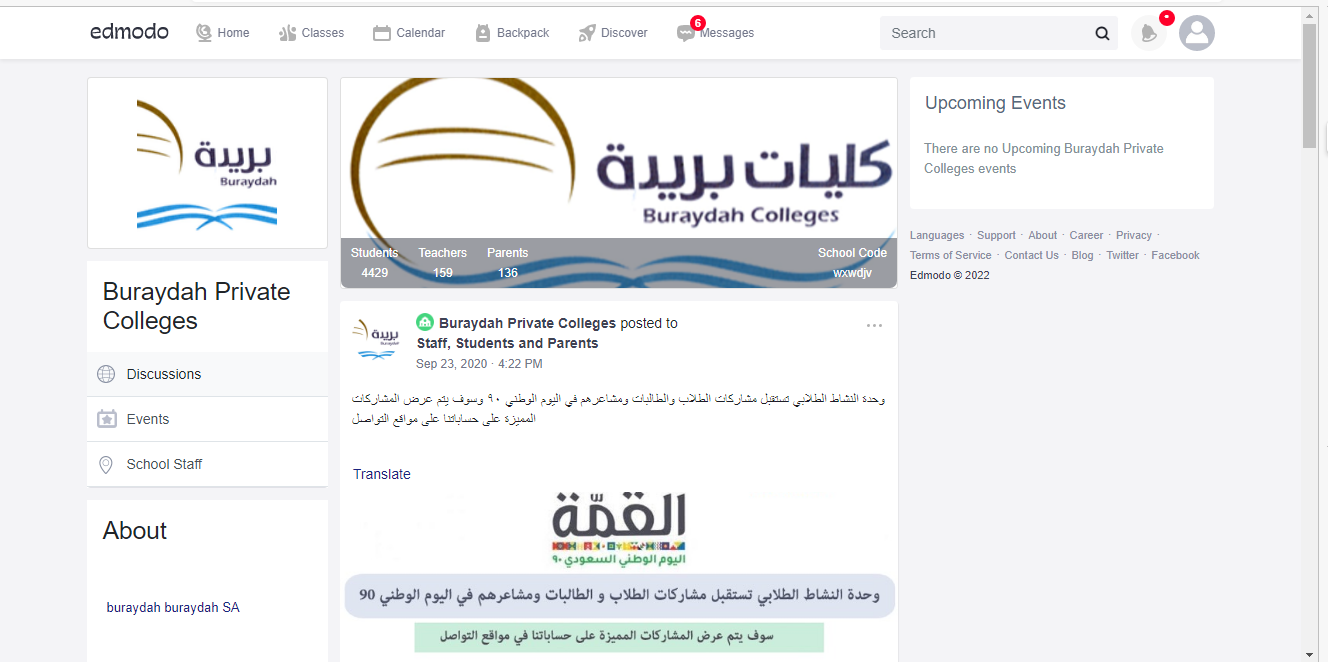 edmodo
Home
Classes
Calendar
Backpack
Discover
6
Messages
Search
بريدة
Buraydah
Buraydah Private
Colleges
Discussions
Events
School Staff
About
buraydah buraydah SA
كليات بريدة
Buraydah Colleges
Students Teachers Parents School Code
4429 159 136 wxwdjv
بريدة
Buraydah
Buraydah Private Colleges posted to
Staff, Students and Parents
Sep 23, 2020 · 4:22 PM
وحدة النشاط الطلابي تستقبل مشاركات الطلاب والطالبات ومشاعرهم في اليوم الوطني ٩٠ وسوف يتم عرض المشاركات
المميزة على حساباتنا على مواقع التواصل
Translate
القمّة
اليوم الوطني السعودي ٩٠
وحدة النشاط الطلابي تستقبل مشاركات الطلاب و الطالبات ومشاعرهم في اليوم الوطني 90
سوف يتم عرض المشاركات المميزة على حساباتنا في مواقع التواصل
Upcoming Events
There are no Upcoming Buraydah Private
Colleges events
Languages · Support · About · Career · Privacy ·
Terms of Service · Contact Us · Blog · Twitter · Facebook
Edmodo © 2022